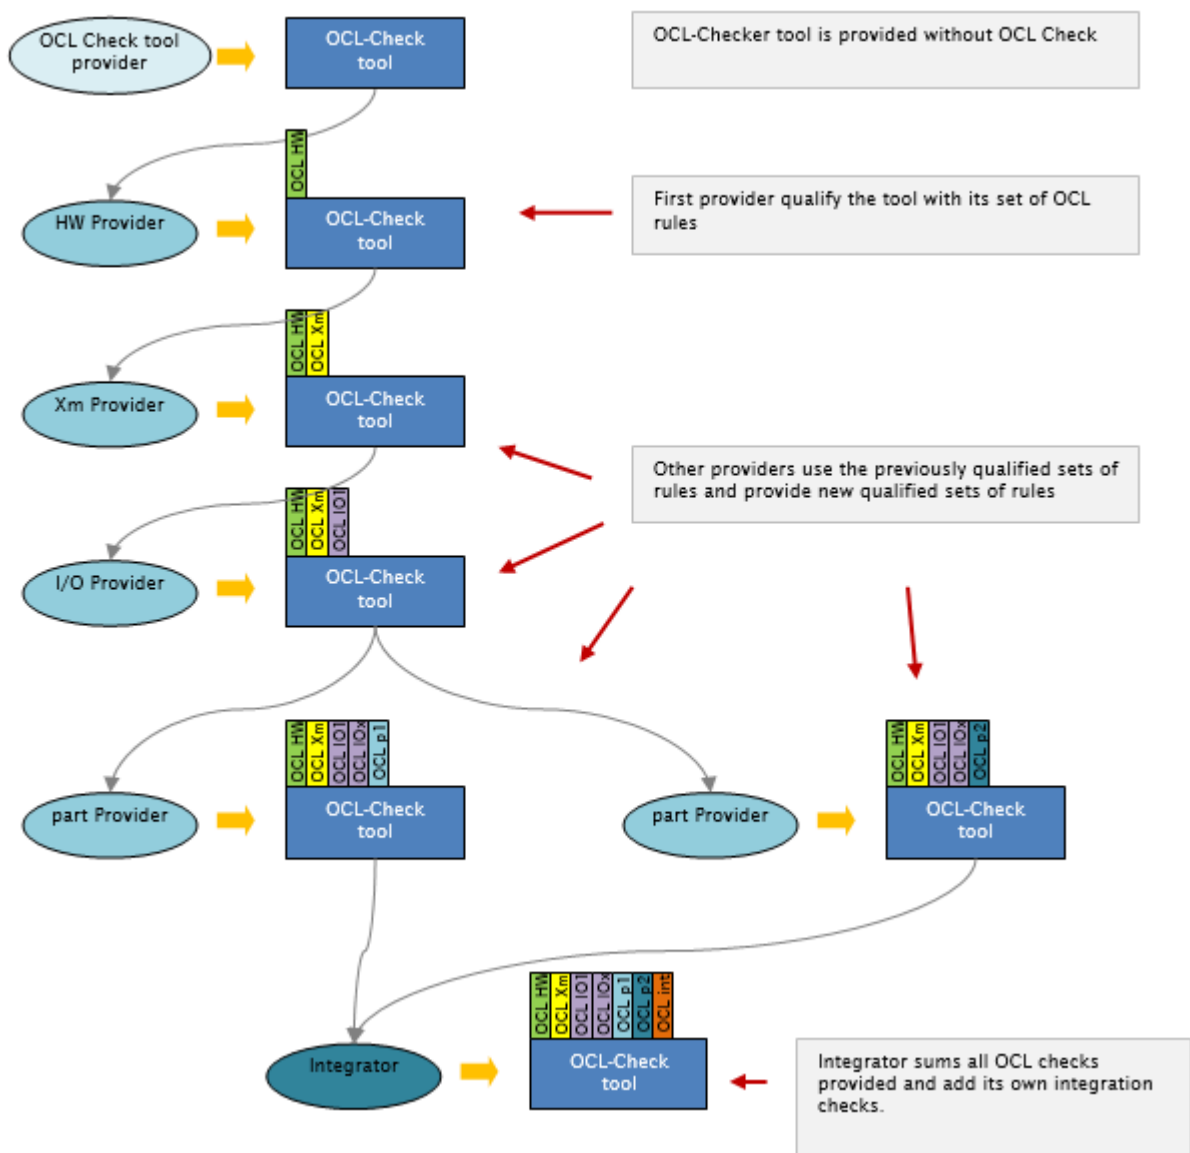 OCL Check tool
provider
OCL-Check
tool
OCL-Checker tool is provided without OCL Check
OCL HW
HW Provider
OCL-Check
tool
First provider qualify the tool with its set of OCL
rules
OCL HW
OCL Xm
Xm Provider
OCL-Check
tool
Other providers use the previously qualified sets of
rules and provide new qualified sets of rules
OCL HW
OCL Xm
OCL IO1
I/O Provider
OCL-Check
tool
OCL HW
OCL Xm
OCL IO1
OCL IOx
OCL p1
part Provider
OCL-Check
tool
OCL HW
OCL Xm
OCL IO1
OCL IOx
OCL p2
part Provider
OCL-Check
tool
OCL HW
OCL Xm
OCL IO1
OCL IOx
OCL p1
OCL p2
OCL int
Integrator
OCL-Check
tool
Integrator sums all OCL checks
provided and add its own integration
checks.